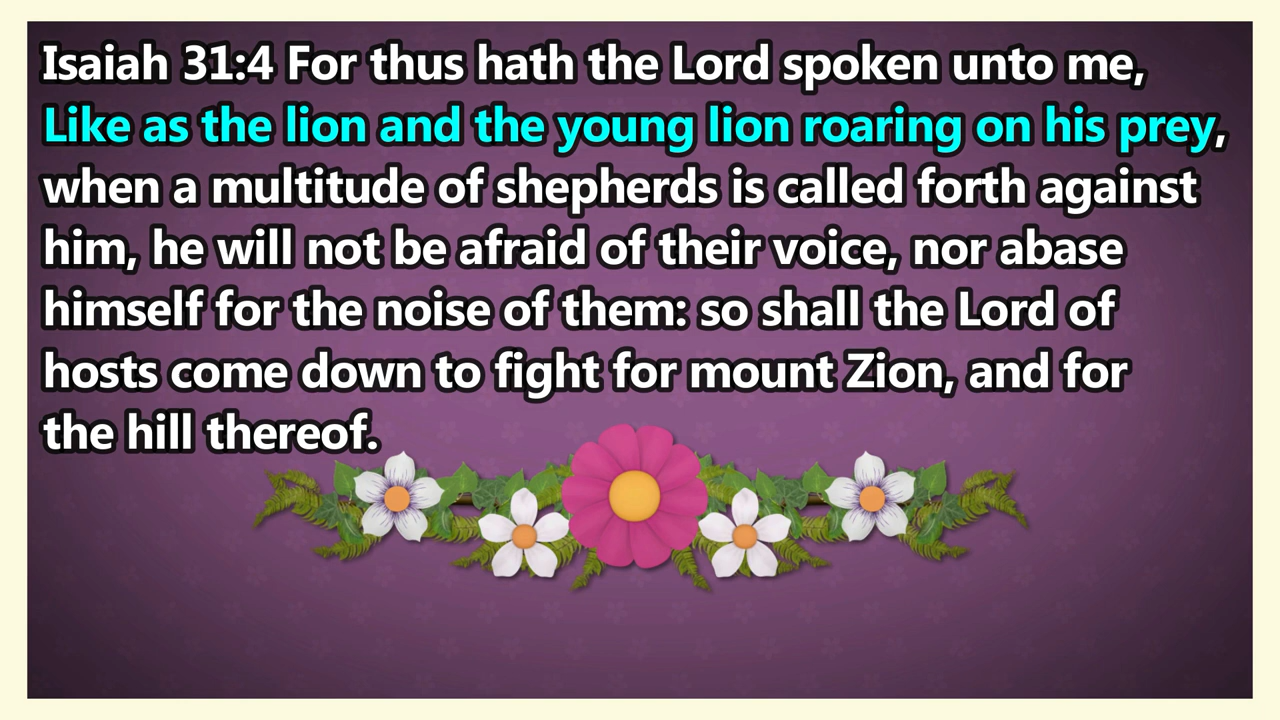 Isaiah 31:4 For thus hath the Lord spoken unto me,
Like as the lion and the young lion roaring on his prey,
when a multitude of shepherds is called forth against
him, he will not be afraid of their voice, nor abase
himself for the noise of them: so shall the Lord of
hosts come down to fight for mount Zion, and for
the hill thereof.